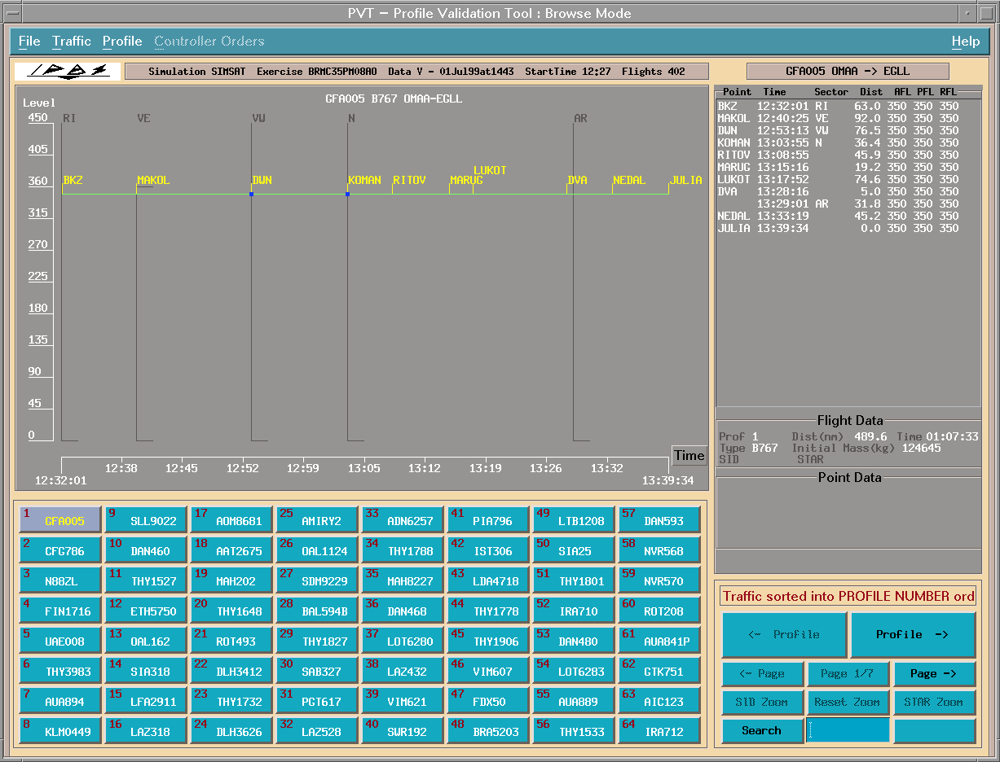 PVT - Profile Validation Tool : Browse Mode
File Traffic Profile Controller Orders Help
Simulation SIMSAT Exercise BRMC35PM08AO Data V - 01Jul99at1443 StartTime 12:27 Flights 402
GFA005 OMAA -> EGLL
GFA005 B767 OMAA-EGLL
Level
450
405
360
315
270
225
180
135
90
45
0
RI VE VW N AR
LUKOT
BKZ MAKOL DWN KOMAN RITOV MARUG DVA NEDAL JULIA
Time
12:38 12:45 12:52 12:59 13:05 13:12 13:19 13:26 13:32
12:32:01 13:39:34
Point Time Sector Dist AFL PFL RFL
BKZ 12:32:01 RI 63.0 350 350 350
MAKOL 12:40:25 VE 92.0 350 350 350
DWN 12:53:13 VW 76.5 350 350 350
KOMAN 13:03:55 N 36.4 350 350 350
RITOV 13:08:55 45.9 350 350 350
MARUG 13:15:16 19.2 350 350 350
LUKOT 13:17:52 74.6 350 350 350
DVA 13:28:16 5.0 350 350 350
13:29:01 AR 31.8 350 350 350
NEDAL 13:33:19 45.2 350 350 350
JULIA 13:39:34 0.0 350 350 350
Flight Data
Prof 1 Dist(nm) 489.6 Time 01:07:33
Type B767 Initial Mass(kg) 124645
SID STAR
Point Data
1 GFA005 9 SLL9022 17 AOM8681 25 AMIRY2 33 ADN6257 41 PIA796 49 LTB1208 57 DAN593
2 CFG786 10 DAN460 18 AAT2675 26 OAL1124 34 THY1788 42 IST306 50 SIA25 58 NVR568
3 N88ZL 11 THY1527 19 MAH202 27 SDM9229 35 MAH8227 43 LDA4718 51 THY1801 59 NVR570
4 FIN1716 12 ETH5750 20 THY1648 28 BAL594B 36 DAN468 44 THY1778 52 IRA710 60 ROT208
5 UAE008 13 OAL162 21 ROT493 29 THY1827 37 LOT6280 45 THY1906 53 DAN480 61 AUA841P
6 THY3983 14 SIA318 22 DLH3412 30 SAB327 38 LAZ432 46 VIM607 54 LOT6283 62 GTK751
7 AUA894 15 LFA2911 23 THY1732 31 PGT617 39 VIM621 47 FDX50 55 AUA889 63 AIC123
8 KLM0449 16 LAZ318 24 DLH3626 32 LAZ528 40 SWR192 48 BRA5203 56 THY1533 64 IRA712
Traffic sorted into PROFILE NUMBER ord
<- Profile Profile ->
<- Page Page 1/7 Page ->
SID Zoom Reset Zoom STAR Zoom
Search